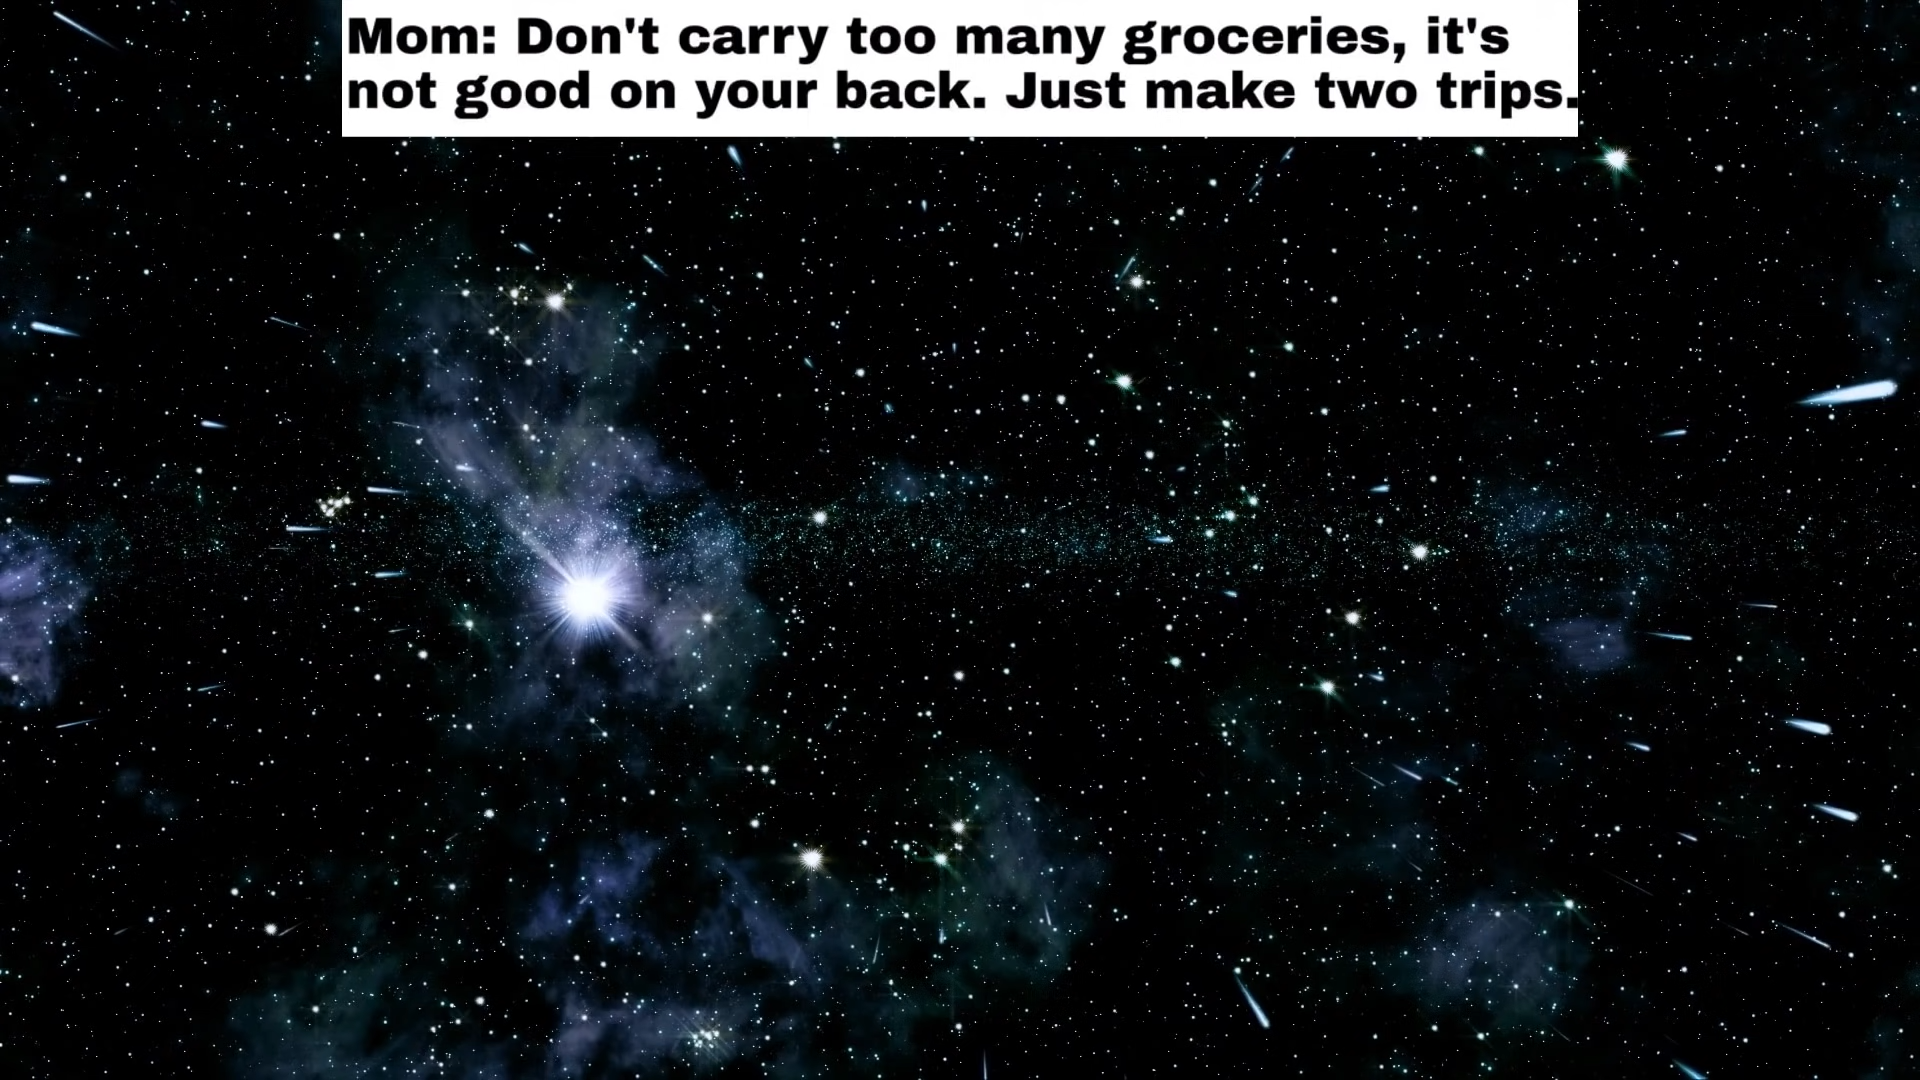 Mom: Don't carry too many groceries, it's
not good on your back. Just make two trips.